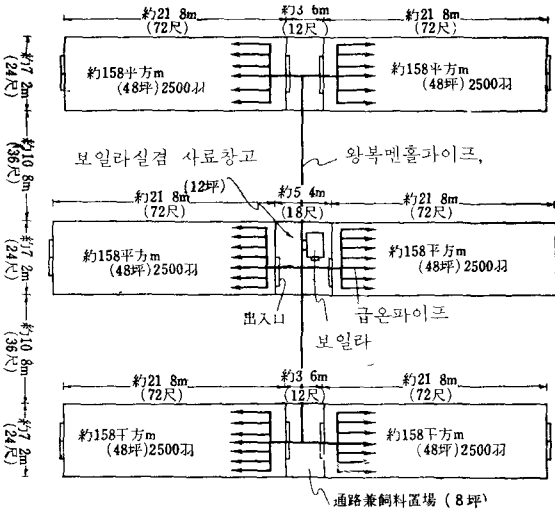 約21 8m 約3 6m 約21 8m
(72尺) (12尺) (72尺)
約7 2m
(24尺)
約158平方m
(48坪)2500羽
約158平方m
(48坪)2500羽
約10 8m
(36尺)
보일라실겸 사료창고
(12坪)
왕복멘홀파이프,
約21 8m 約5 4m 約21 8m
(72尺) (18尺) (72尺)
約7 2m
(24尺)
約158平方m
(48坪)2500羽
約158平方m
(48坪)2500羽
出入口
보일라
급온파이프
約10 8m
(36尺)
約21 8m 約3 6m 約21 8m
(72尺) (12尺) (72尺)
約7 2m
(24尺)
約158平方m
(48坪)2500羽
約158平方m
(48坪)2500羽
通路兼飼料置場 (8坪)